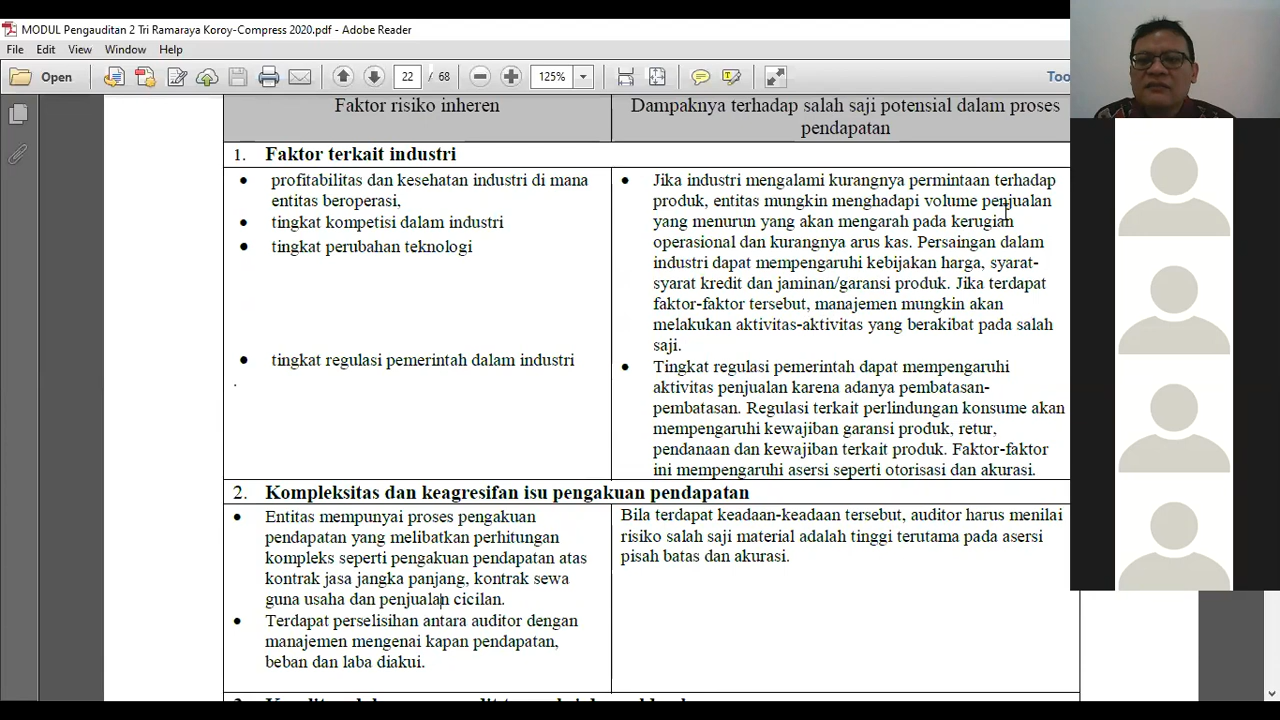 MODUL Pengauditan 2 Tri Ramaraya Koroy-Compress 2020.pdf - Adobe Reader
File Edit View Window Help
Open 22 / 68 125% Too
Faktor risiko inheren
Dampaknya terhadap salah saji potensial dalam proses
pendapatan
1. Faktor terkait industri
• profitabilitas dan kesehatan industri di mana
entitas beroperasi,
• tingkat kompetisi dalam industri
• tingkat perubahan teknologi
• tingkat regulasi pemerintah dalam industri
.
• Jika industri mengalami kurangnya permintaan terhadap
produk, entitas mungkin menghadapi volume penjualan
yang menurun yang akan mengarah pada kerugian
operasional dan kurangnya arus kas. Persaingan dalam
industri dapat mempengaruhi kebijakan harga, syarat-
syarat kredit dan jaminan/garansi produk. Jika terdapat
faktor-faktor tersebut, manajemen mungkin akan
melakukan aktivitas-aktivitas yang berakibat pada salah
saji.
• Tingkat regulasi pemerintah dapat mempengaruhi
aktivitas penjualan karena adanya pembatasan-
pembatasan. Regulasi terkait perlindungan konsume akan
mempengaruhi kewajiban garansi produk, retur,
pendanaan dan kewajiban terkait produk. Faktor-faktor
ini mempengaruhi asersi seperti otorisasi dan akurasi.
2. Kompleksitas dan keagresifan isu pengakuan pendapatan
• Entitas mempunyai proses pengakuan
pendapatan yang melibatkan perhitungan
kompleks seperti pengakuan pendapatan atas
kontrak jasa jangka panjang, kontrak sewa
guna usaha dan penjualan cicilan.
• Terdapat perselisihan antara auditor dengan
manajemen mengenai kapan pendapatan,
beban dan laba diakui.
Bila terdapat keadaan-keadaan tersebut, auditor harus menilai
risiko salah saji material adalah tinggi terutama pada asersi
pisah batas dan akurasi.